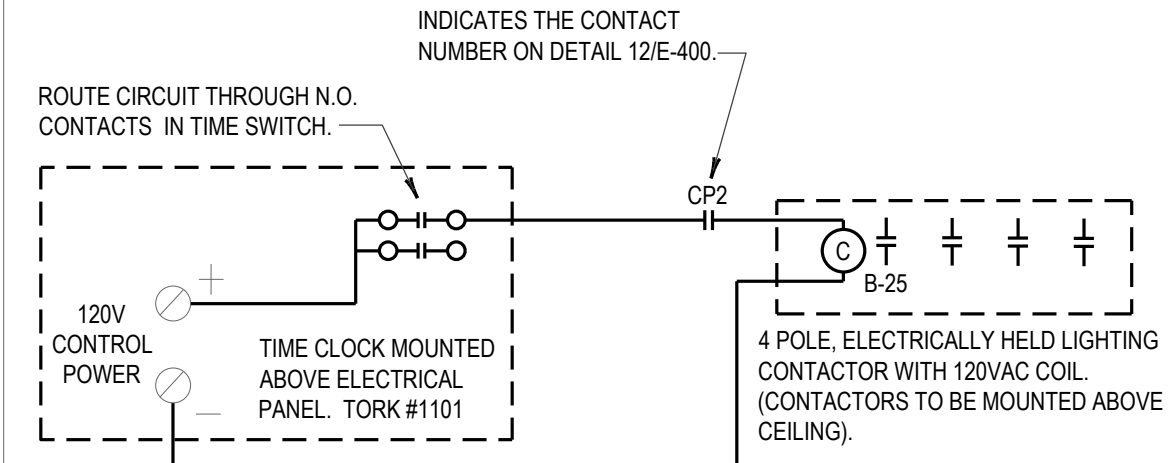 INDICATES THE CONTACT
NUMBER ON DETAIL 12/E-400.
ROUTE CIRCUIT THROUGH N.O.
CONTACTS IN TIME SWITCH.
CP2
C
B-25
+
120V
CONTROL
POWER
—
TIME CLOCK MOUNTED
ABOVE ELECTRICAL
PANEL. TORK #1101
4 POLE, ELECTRICALLY HELD LIGHTING
CONTACTOR WITH 120VAC COIL.
(CONTACTORS TO BE MOUNTED ABOVE
CEILING).